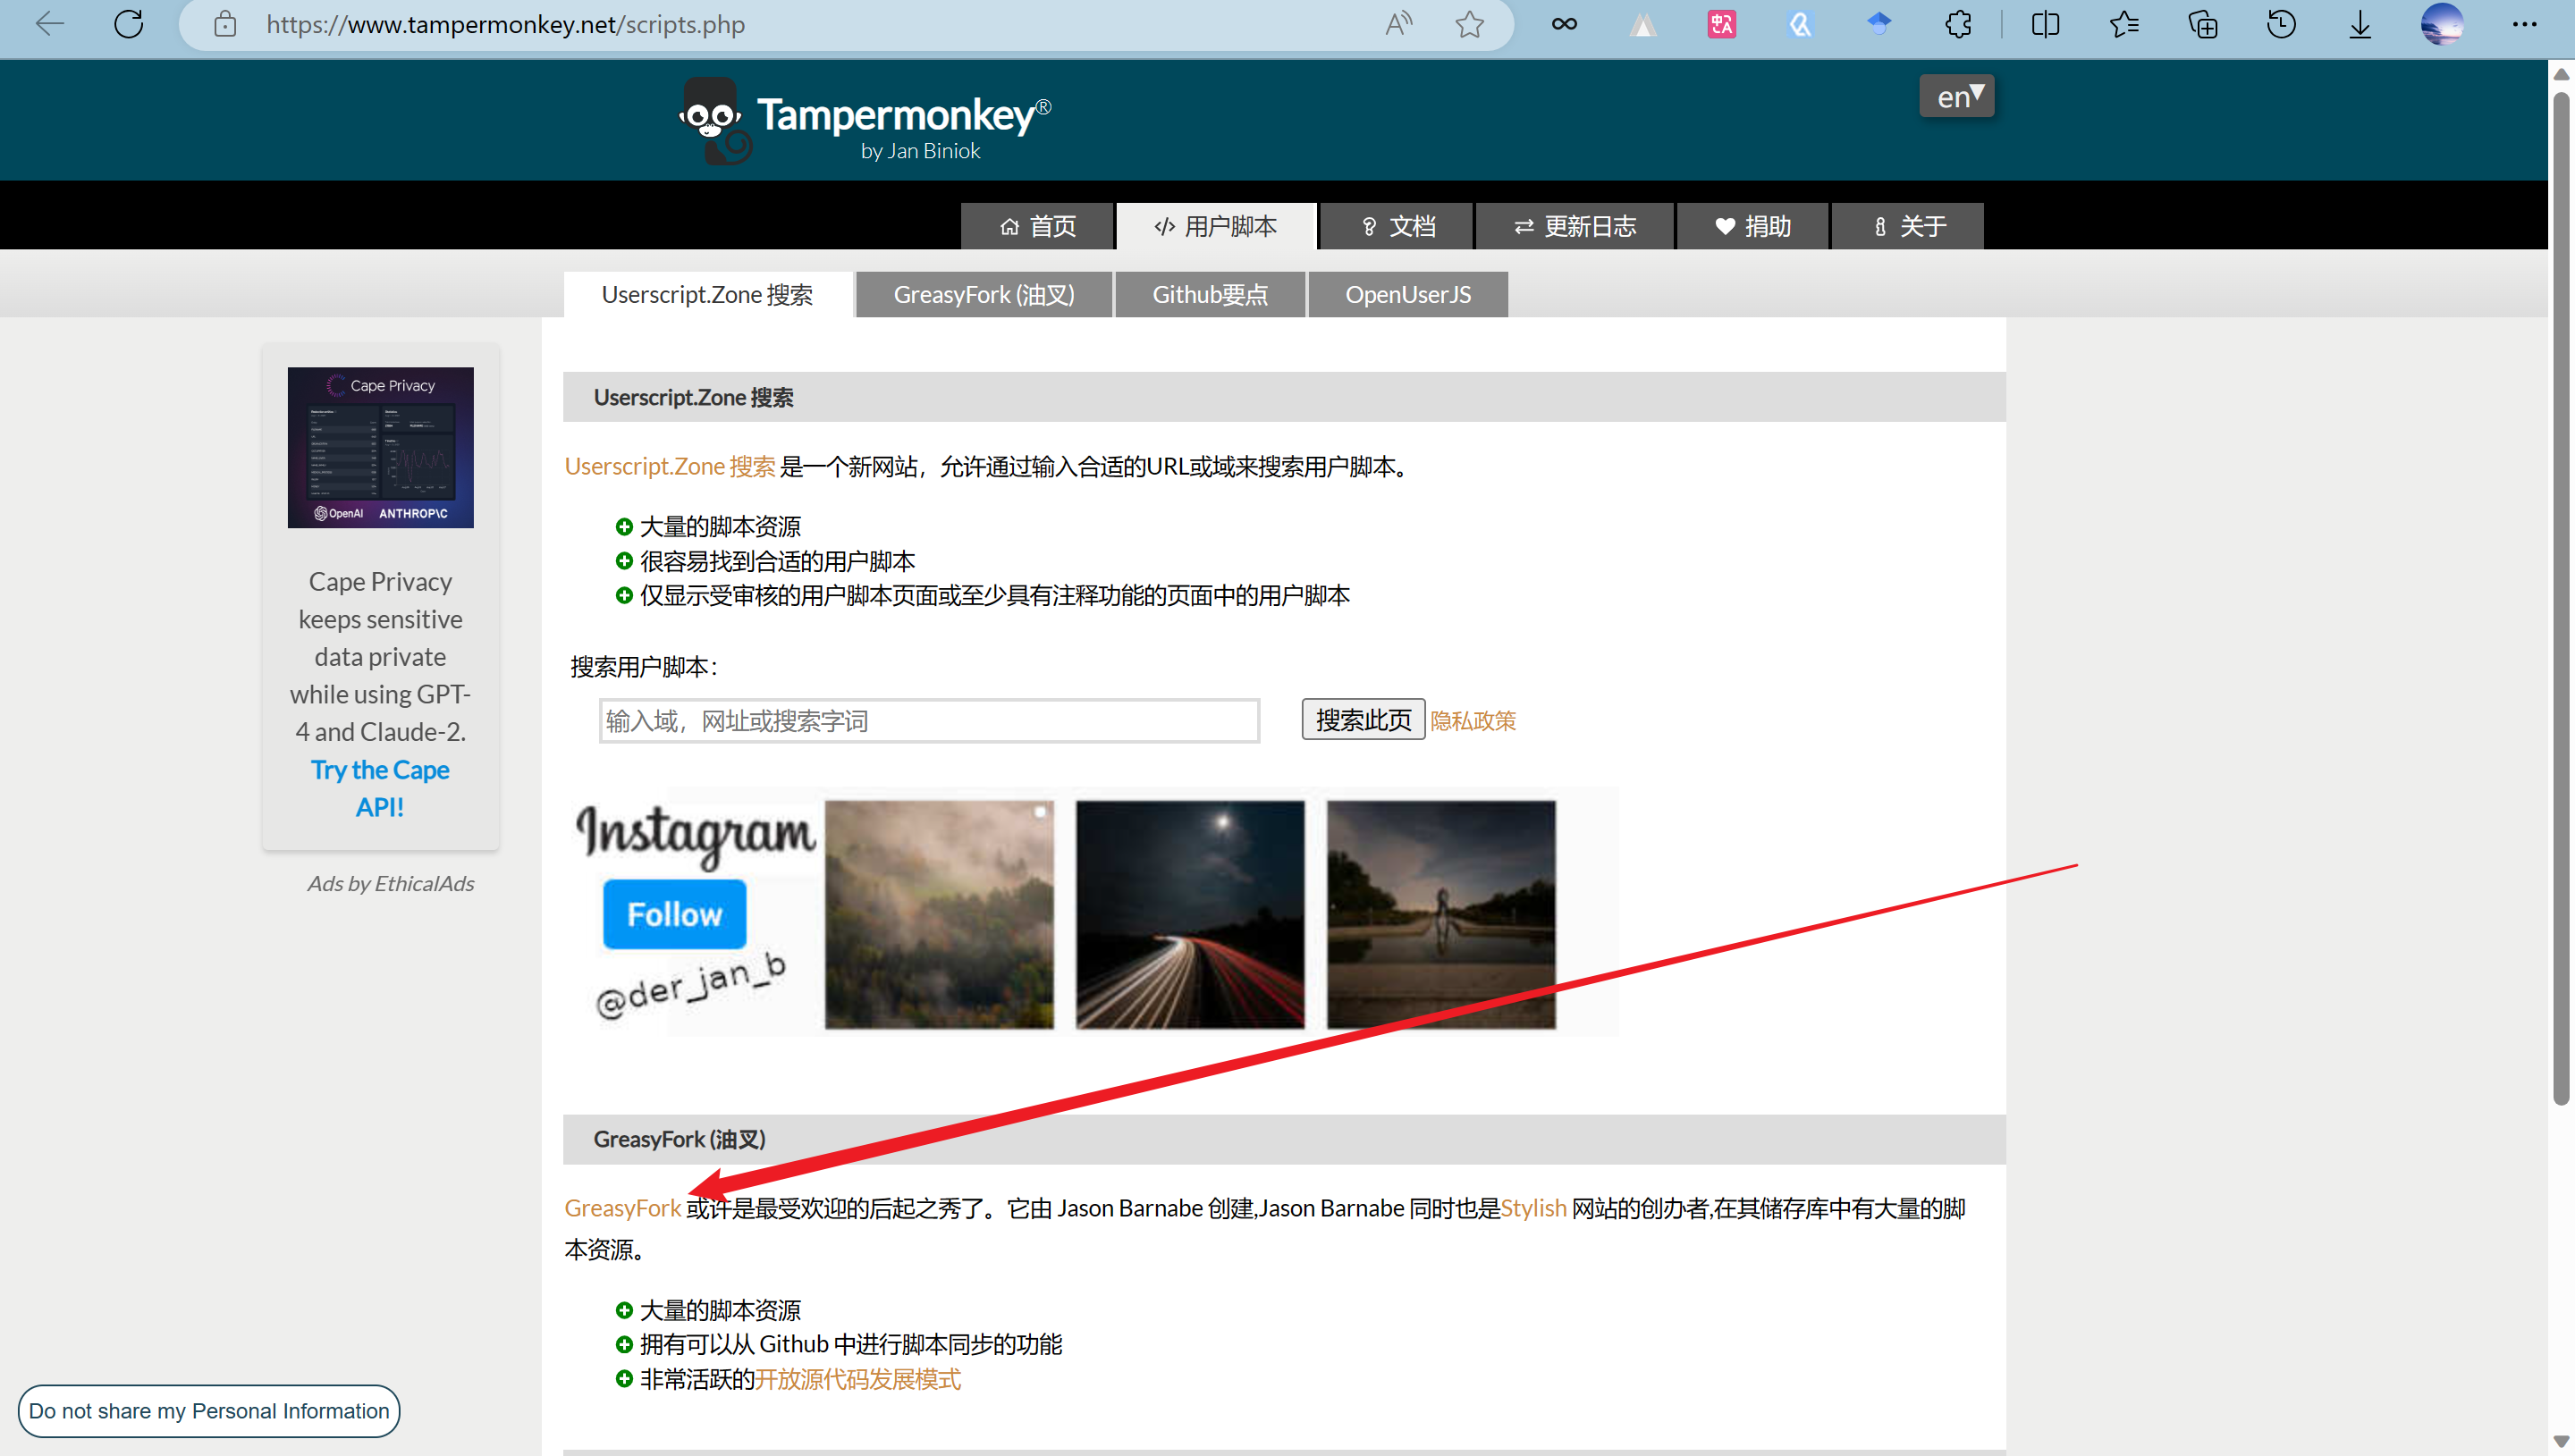 https://www.tampermonkey.net/scripts.php
Tampermonkey®
by Jan Biniok
en
首页
用户脚本
文档
更新日志
捐助
关于
Userscript.Zone 搜索
GreasyFork (油叉)
Github要点
OpenUserJS
Cape Privacy
OpenAI ANTHROP\C
Cape Privacy
keeps sensitive
data private
while using GPT-
4 and Claude-2.
Try the Cape
API!
Ads by EthicalAds
Userscript.Zone 搜索
Userscript.Zone 搜索 是一个新网站，允许通过输入合适的URL或域来搜索用户脚本。
大量的脚本资源
很容易找到合适的用户脚本
仅显示受审核的用户脚本页面或至少具有注释功能的页面中的用户脚本
搜索用户脚本：
输入域，网址或搜索字词
搜索此页
隐私政策
Instagram
Follow
@der_jan_b
GreasyFork (油叉)
GreasyFork 或许是最受欢迎的后起之秀了。它由 Jason Barnabe 创建,Jason Barnabe 同时也是Stylish 网站的创办者,在其储存库中有大量的脚
本资源。
大量的脚本资源
拥有可以从 Github 中进行脚本同步的功能
非常活跃的开放源代码发展模式
Do not share my Personal Information